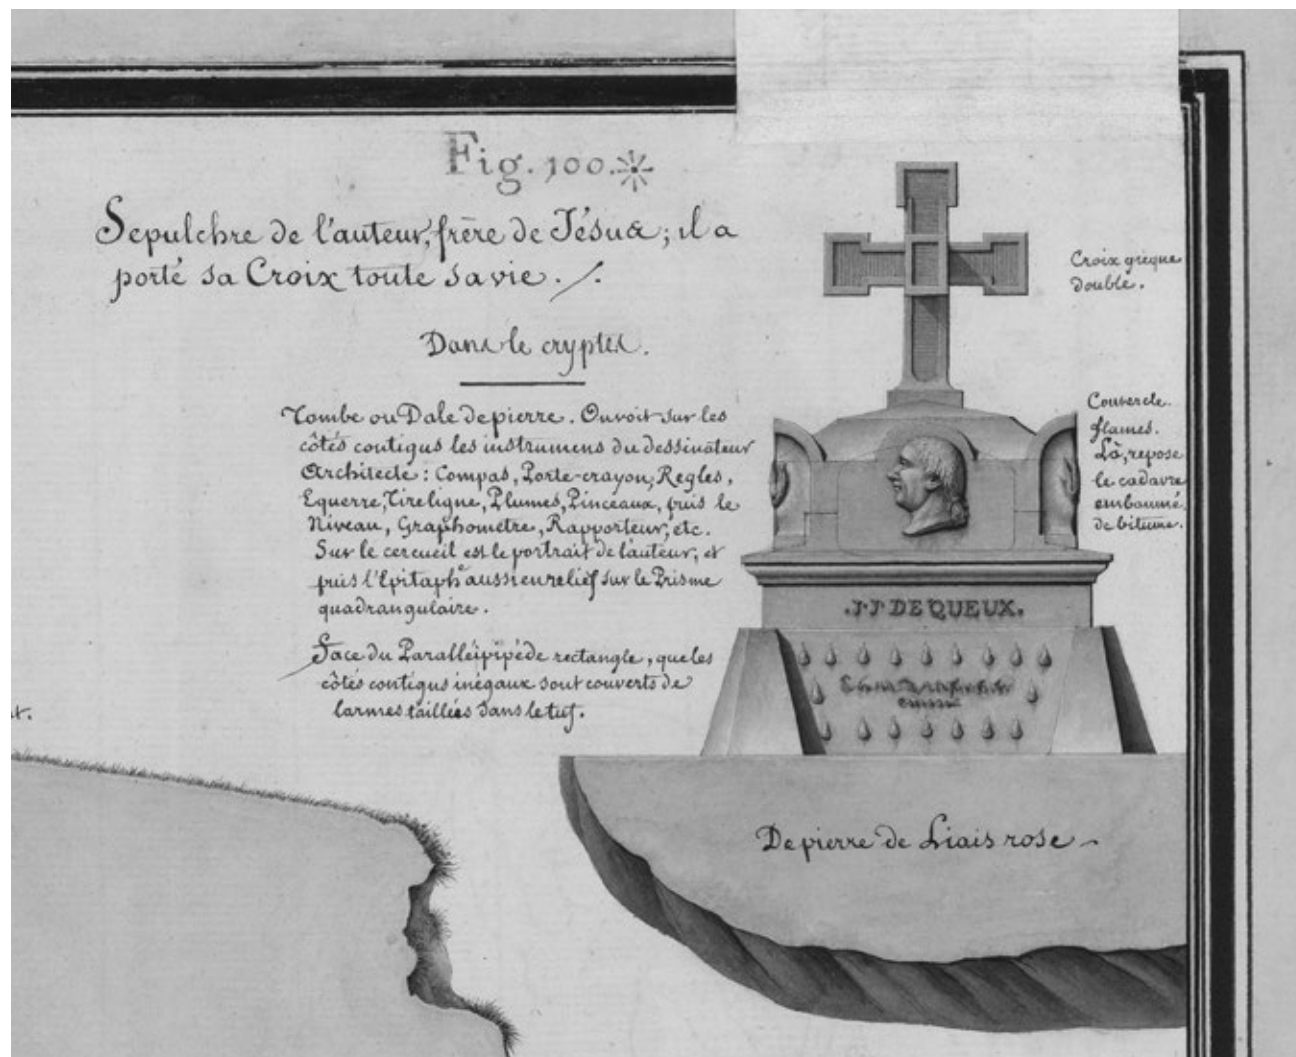 Fig. 100.
Sepulchre de l'auteur, frère de Jésus; il a
porté sa Croix toute sa vie.
Dans le cryptes.
Tombe ou Dale de pierre. On voit sur les
côtés contigus les instrumens du dessinateur
Architecte: Compas, Porte-crayon, Regles,
Equerre, Tireligne, Plumes, Pinceaux, puis le
Niveau, Graphometre, Rapporteur, etc.
Sur le cercueil est le portrait de l'auteur; et
puis l'Epitaphe aussi en relief sur le Prisme
quadrangulaire.
Face du Paralléipipède rectangle, que les
côtés contigus inégaux sont couverts de
larmes taillées dans le tuf.
Croix grèque
double.
Couvercle.
flames.
Là, repose
le cadavre
embaumé
de bitume.
J·J DE QUEUX.
De pierre de Liais rose
t.